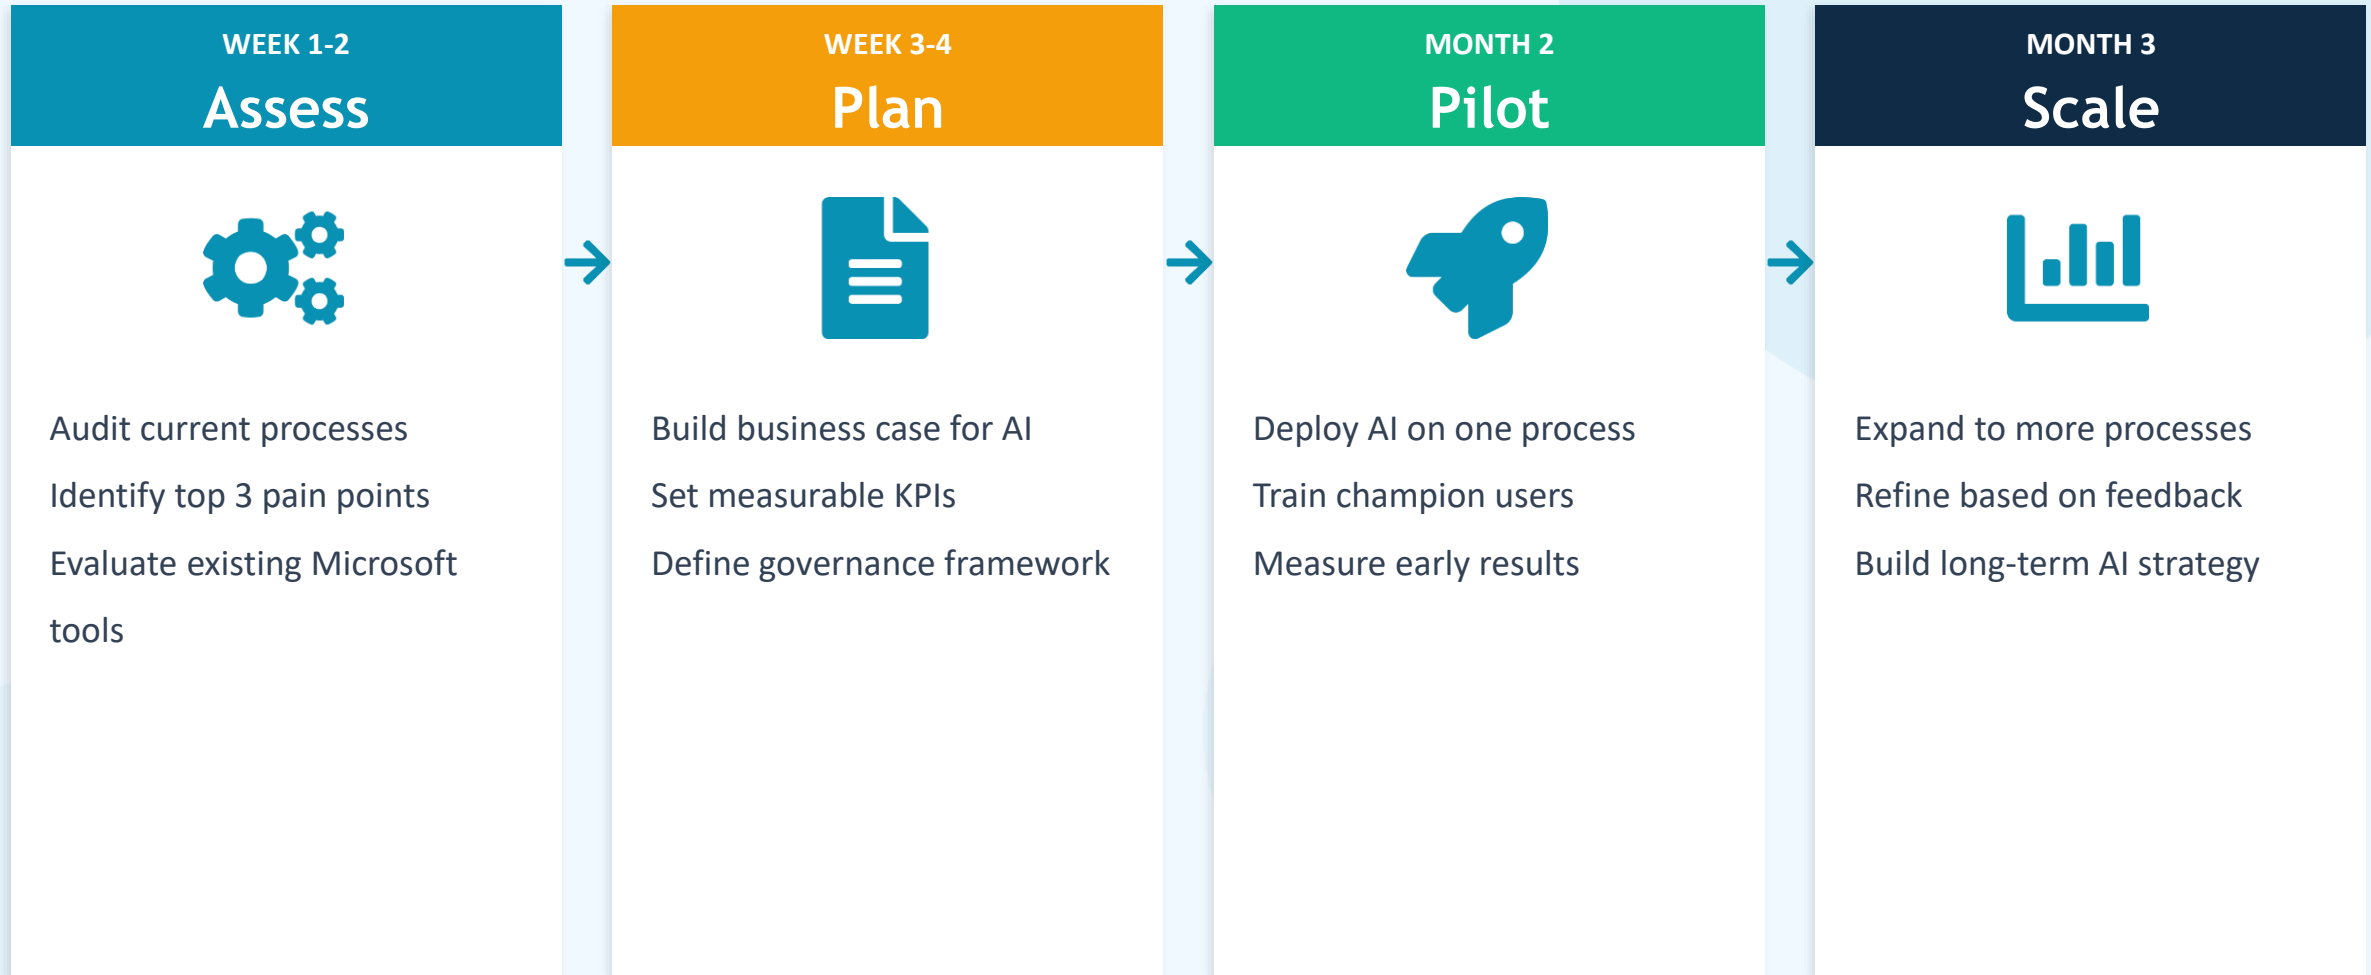 WEEK 1-2
Assess
Audit current processes
Identify top 3 pain points
Evaluate existing Microsoft
tools
WEEK 3-4
Plan
Build business case for AI
Set measurable KPIs
Define governance framework
MONTH 2
Pilot
Deploy AI on one process
Train champion users
Measure early results
MONTH 3
Scale
Expand to more processes
Refine based on feedback
Build long-term AI strategy